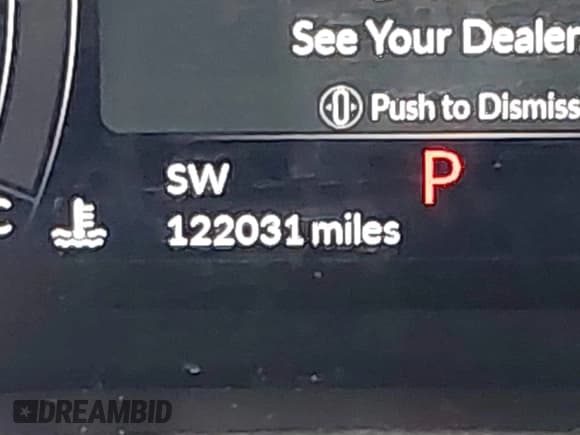 See Your Dealer
Push to Dismiss
C
SW
P
122031 miles
DREAMBID